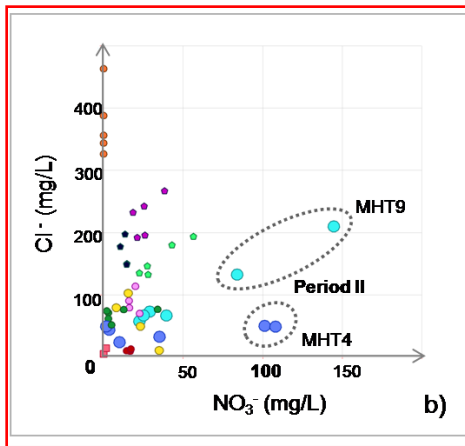 400
300
200
100
0
Cl⁻ (mg/L)
MHT9
Period II
MHT4
50
100
150
NO₃⁻ (mg/L)
b)